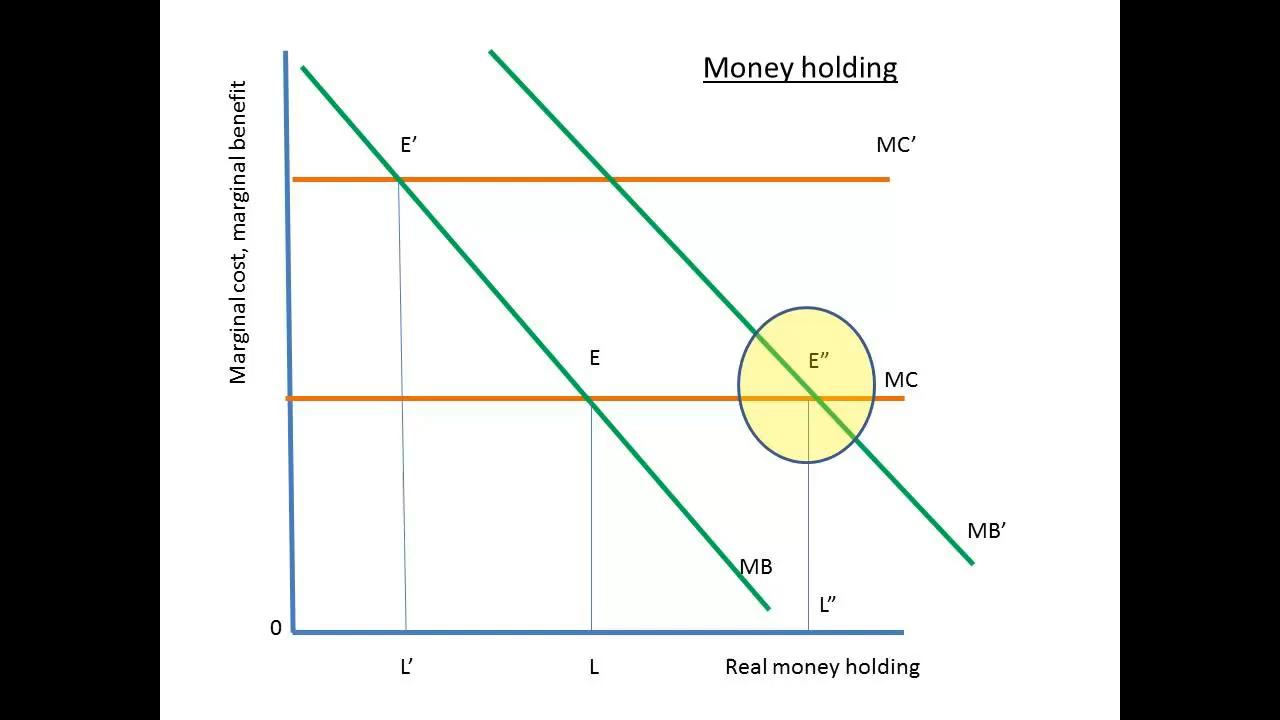 Money holding
Marginal cost, marginal benefit
E’
MC’
E
E”
MC
MB’
MB
L”
0
L’
L
Real money holding